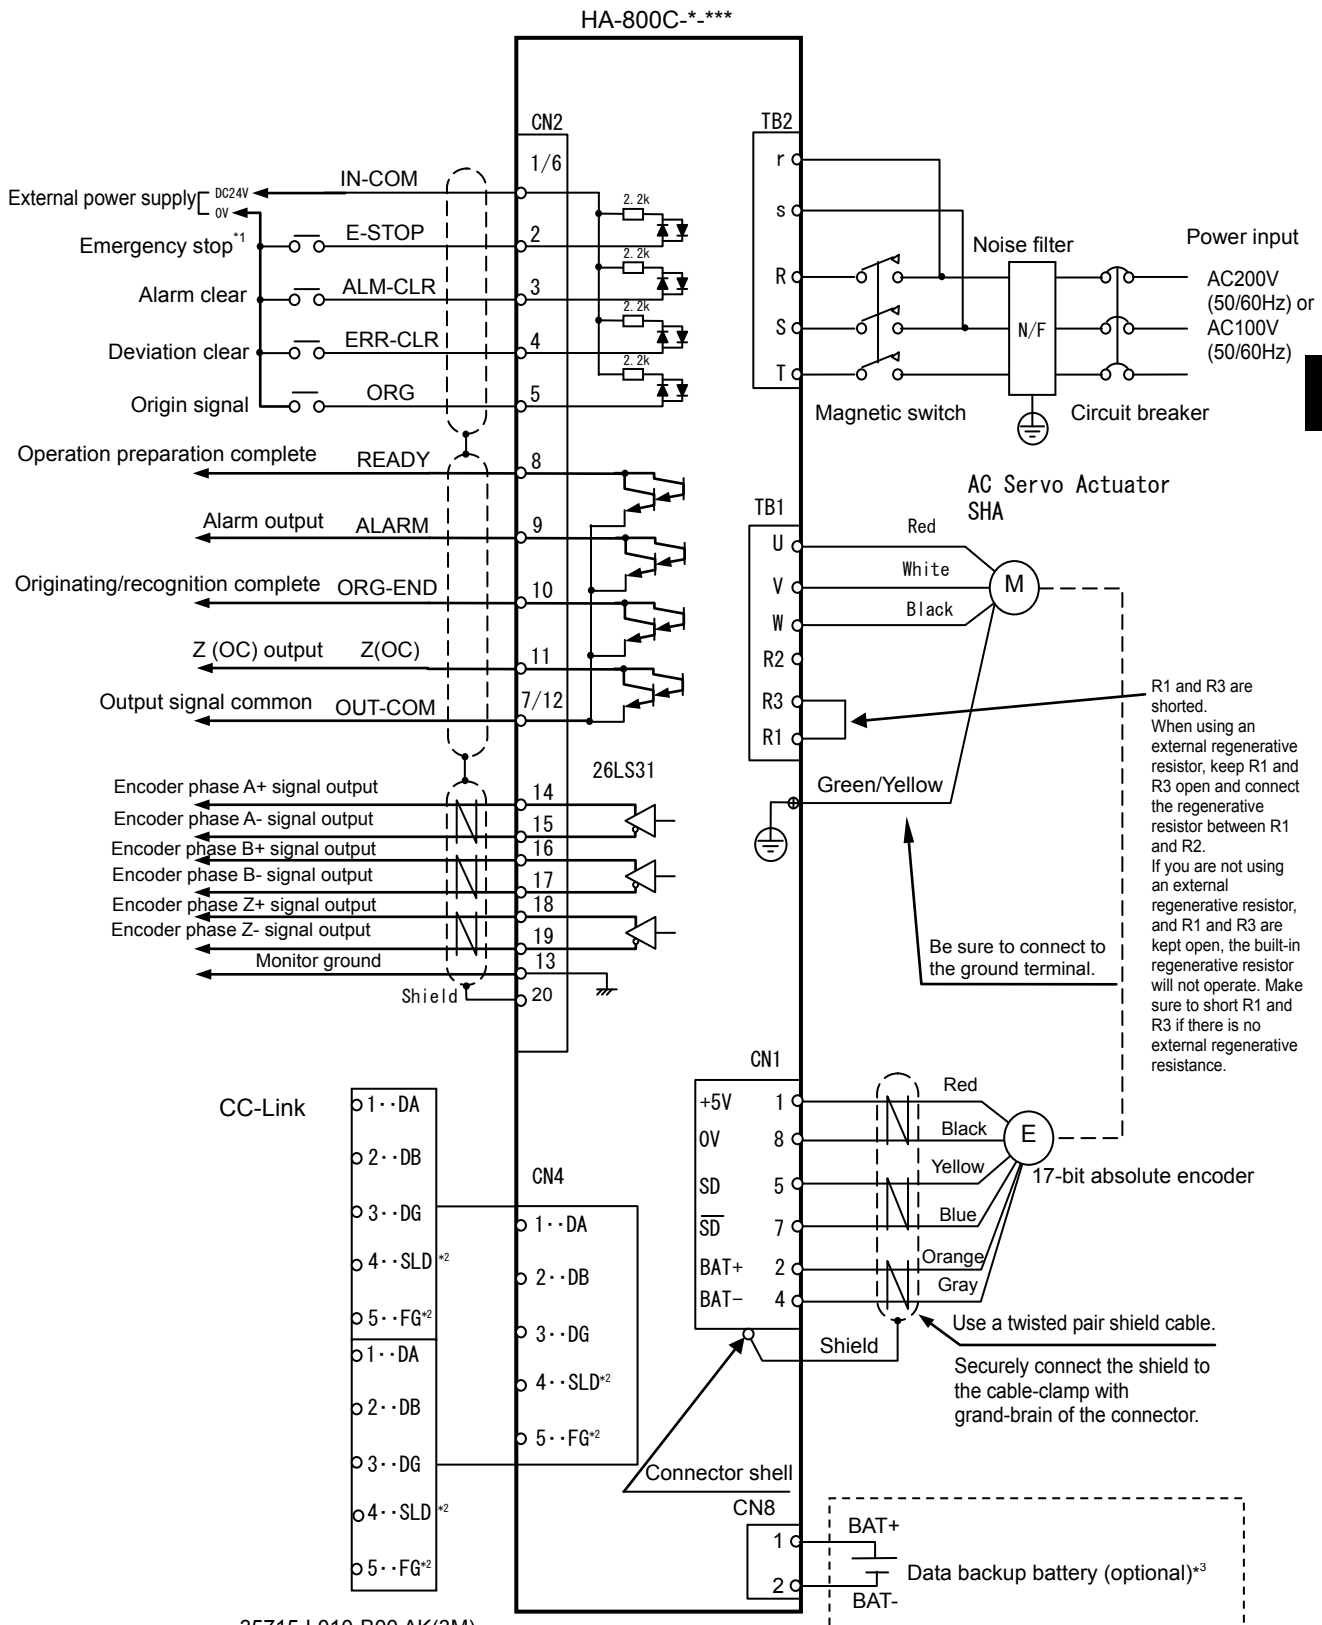 HA-800C-*-***
CN2
1/6
External power supply
DC24V
0V
IN-COM
Emergency stop*1
E-STOP
2
Alarm clear
ALM-CLR
3
Deviation clear
ERR-CLR
4
Origin signal
ORG
5
2.2k
2.2k
2.2k
2.2k
Operation preparation complete
READY
8
Alarm output
ALARM
9
Originating/recognition complete
ORG-END
10
Z (OC) output
Z(OC)
11
Output signal common
OUT-COM
7/12
26LS31
Encoder phase A+ signal output
14
Encoder phase A- signal output
15
Encoder phase B+ signal output
16
Encoder phase B- signal output
17
Encoder phase Z+ signal output
18
Encoder phase Z- signal output
19
Monitor ground
13
Shield
20
TB2
r
s
R
S
T
Noise filter
N/F
Power input
AC200V
(50/60Hz) or
AC100V
(50/60Hz)
Magnetic switch
Circuit breaker
AC Servo Actuator
SHA
TB1
U
Red
V
White
W
Black
M
R2
R3
R1
Green/Yellow
R1 and R3 are
shorted.
When using an
external regenerative
resistor, keep R1 and
R3 open and connect
the regenerative
resistor between R1
and R2.
If you are not using
an external
regenerative resistor,
and R1 and R3 are
kept open, the built-in
regenerative resistor
will not operate. Make
sure to short R1 and
R3 if there is no
external regenerative
resistance.
Be sure to connect to
the ground terminal.
CN1
+5V 1
Red
0V 8
Black
SD 5
Yellow
S̅D̅ 7
Blue
BAT+ 2
Orange
BAT− 4
Gray
E
17-bit absolute encoder
Shield
Use a twisted pair shield cable.
Securely connect the shield to
the cable-clamp with
grand-brain of the connector.
Connector shell
CC-Link
1··DA
2··DB
3··DG
4··SLD*2
5··FG*2
1··DA
2··DB
3··DG
4··SLD*2
5··FG*2
CN4
1··DA
2··DB
3··DG
4··SLD*2
5··FG*2
CN8
1
2
BAT+
Data backup battery (optional)*3
BAT-